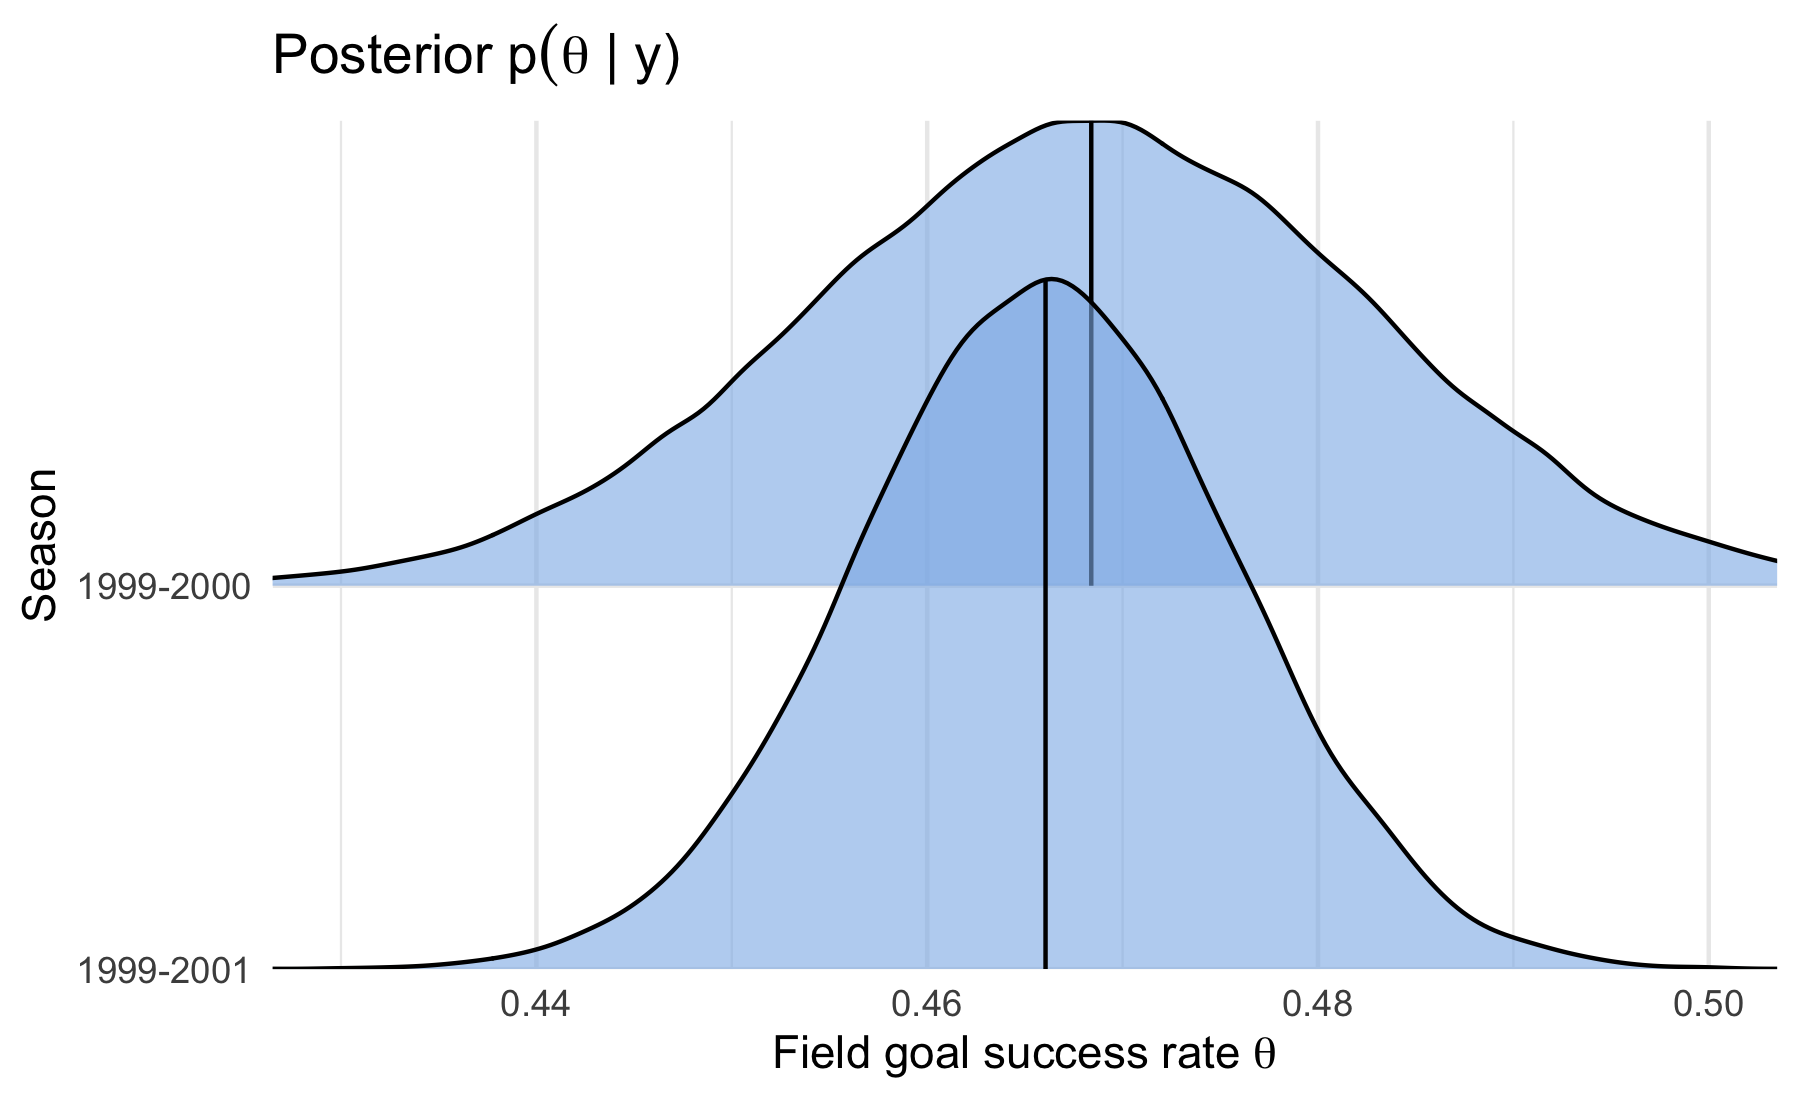 Posterior p(θ | y)
Season
1999-2000
1999-2001
0.44 0.46 0.48 0.50
Field goal success rate θ